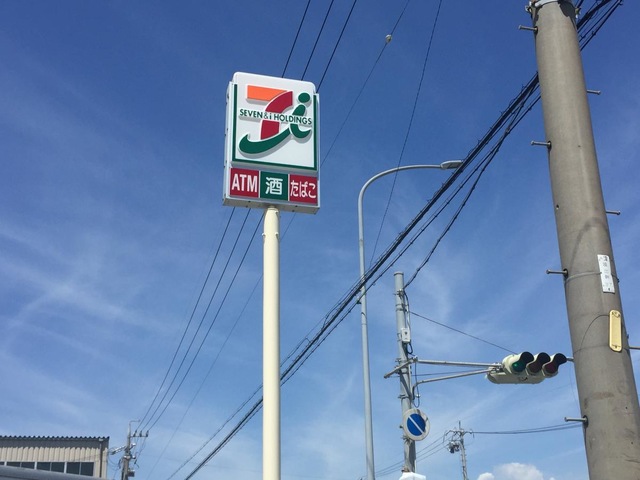 SEVEN & i HOLDINGS
ATM 酒 たばこ